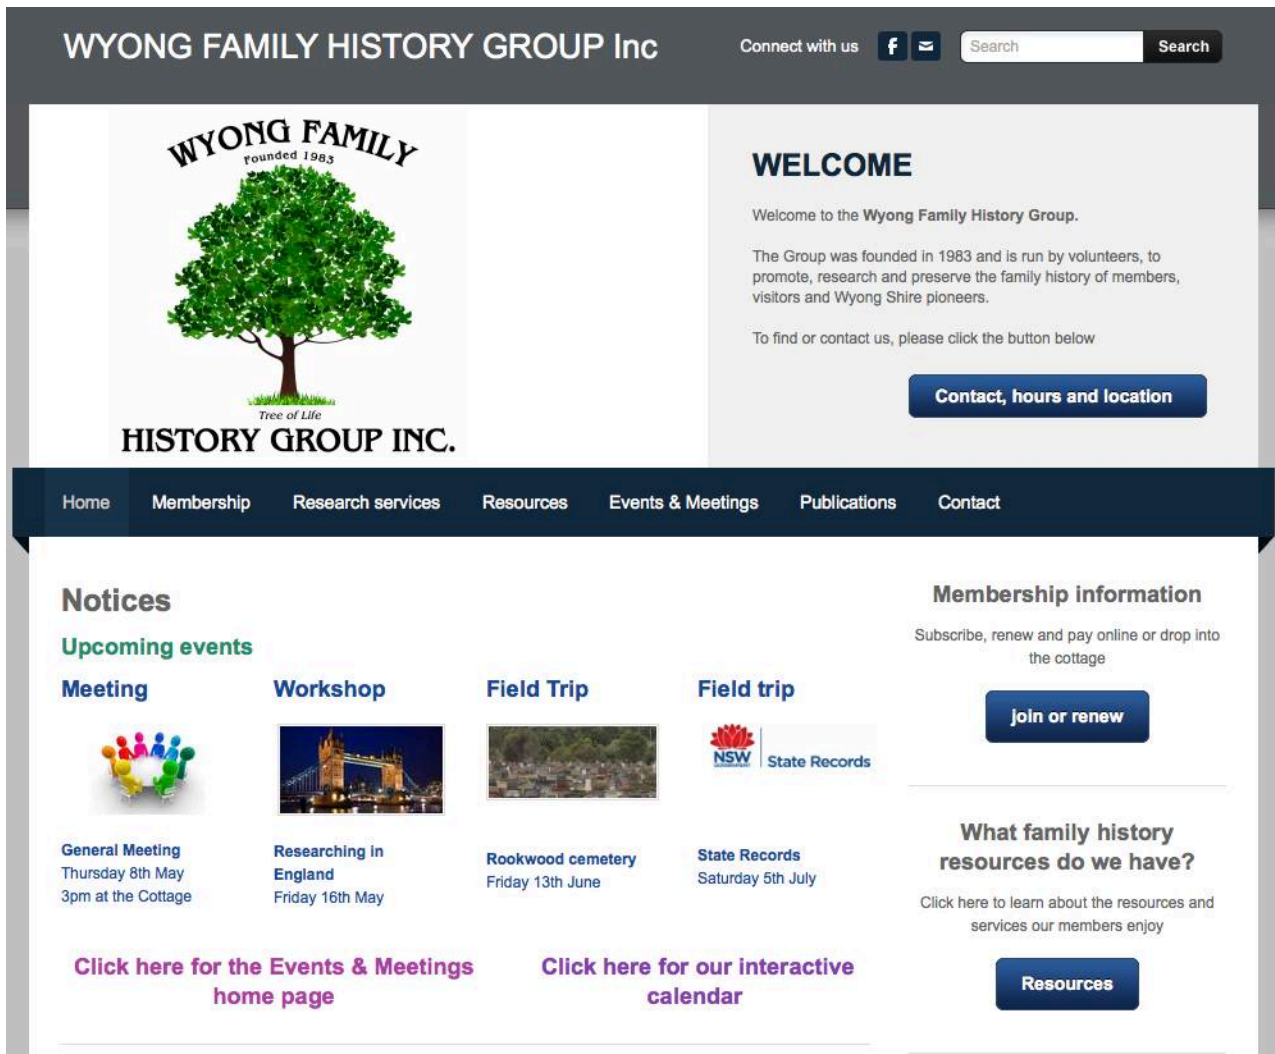 WYONG FAMILY HISTORY GROUP Inc
Connect with us
Search
Search
WYONG FAMILY
Founded 1983
Tree of Life
HISTORY GROUP INC.
WELCOME
Welcome to the Wyong Family History Group.
The Group was founded in 1983 and is run by volunteers, to
promote, research and preserve the family history of members,
visitors and Wyong Shire pioneers.
To find or contact us, please click the button below
Contact, hours and location
Home
Membership
Research services
Resources
Events & Meetings
Publications
Contact
Notices
Upcoming events
Meeting
General Meeting
Thursday 8th May
3pm at the Cottage
Workshop
Researching in
England
Friday 16th May
Field Trip
Rookwood cemetery
Friday 13th June
Field trip
NSW
GOVERNMENT
State Records
State Records
Saturday 5th July
Click here for the Events & Meetings
home page
Click here for our interactive
calendar
Membership information
Subscribe, renew and pay online or drop into
the cottage
join or renew
What family history
resources do we have?
Click here to learn about the resources and
services our members enjoy
Resources